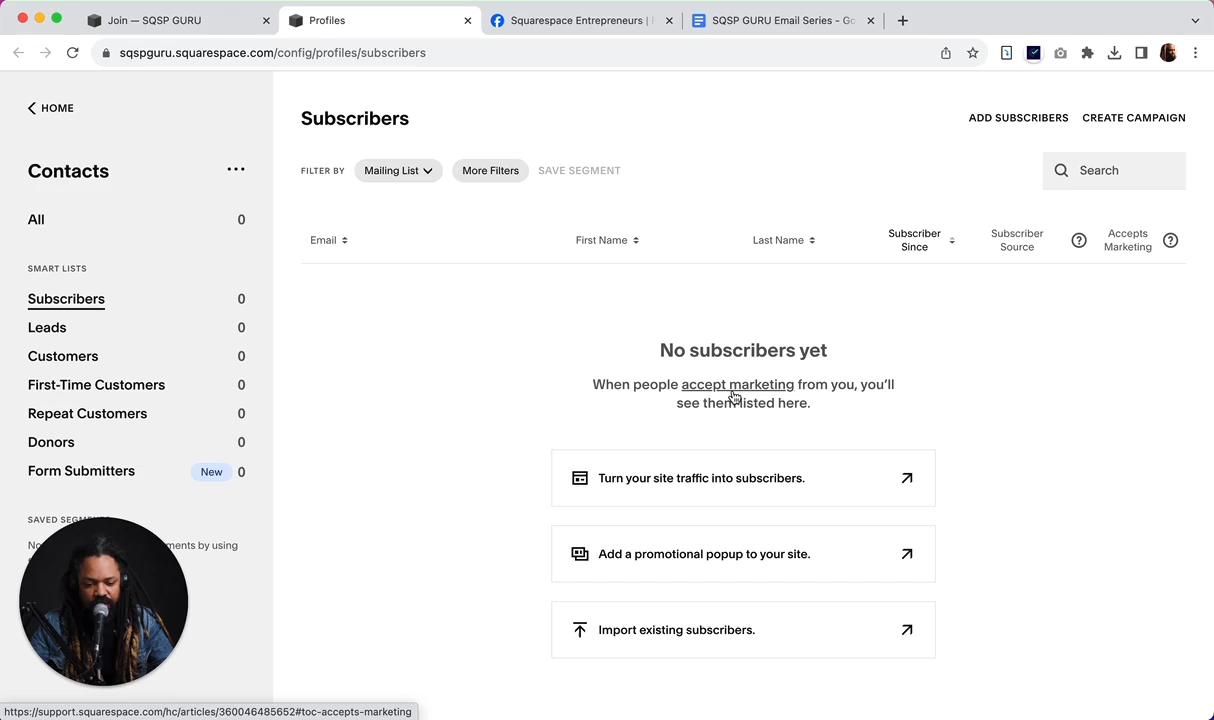 Join — SQSP GURU
Profiles
Squarespace Entrepreneurs |
SQSP GURU Email Series - Go
sqspguru.squarespace.com/config/profiles/subscribers
HOME
Contacts
All 0
SMART LISTS
Subscribers 0
Leads 0
Customers 0
First-Time Customers 0
Repeat Customers 0
Donors 0
Form Submitters New 0
SAVED
No
ments by using
Subscribers
ADD SUBSCRIBERS CREATE CAMPAIGN
FILTER BY Mailing List More Filters SAVE SEGMENT
Search
Email First Name Last Name Subscriber Since Subscriber Source ? Accepts Marketing ?
No subscribers yet
When people accept marketing from you, you’ll
see them listed here.
Turn your site traffic into subscribers.
Add a promotional popup to your site.
Import existing subscribers.
https://support.squarespace.com/hc/articles/360046485652#toc-accepts-marketing